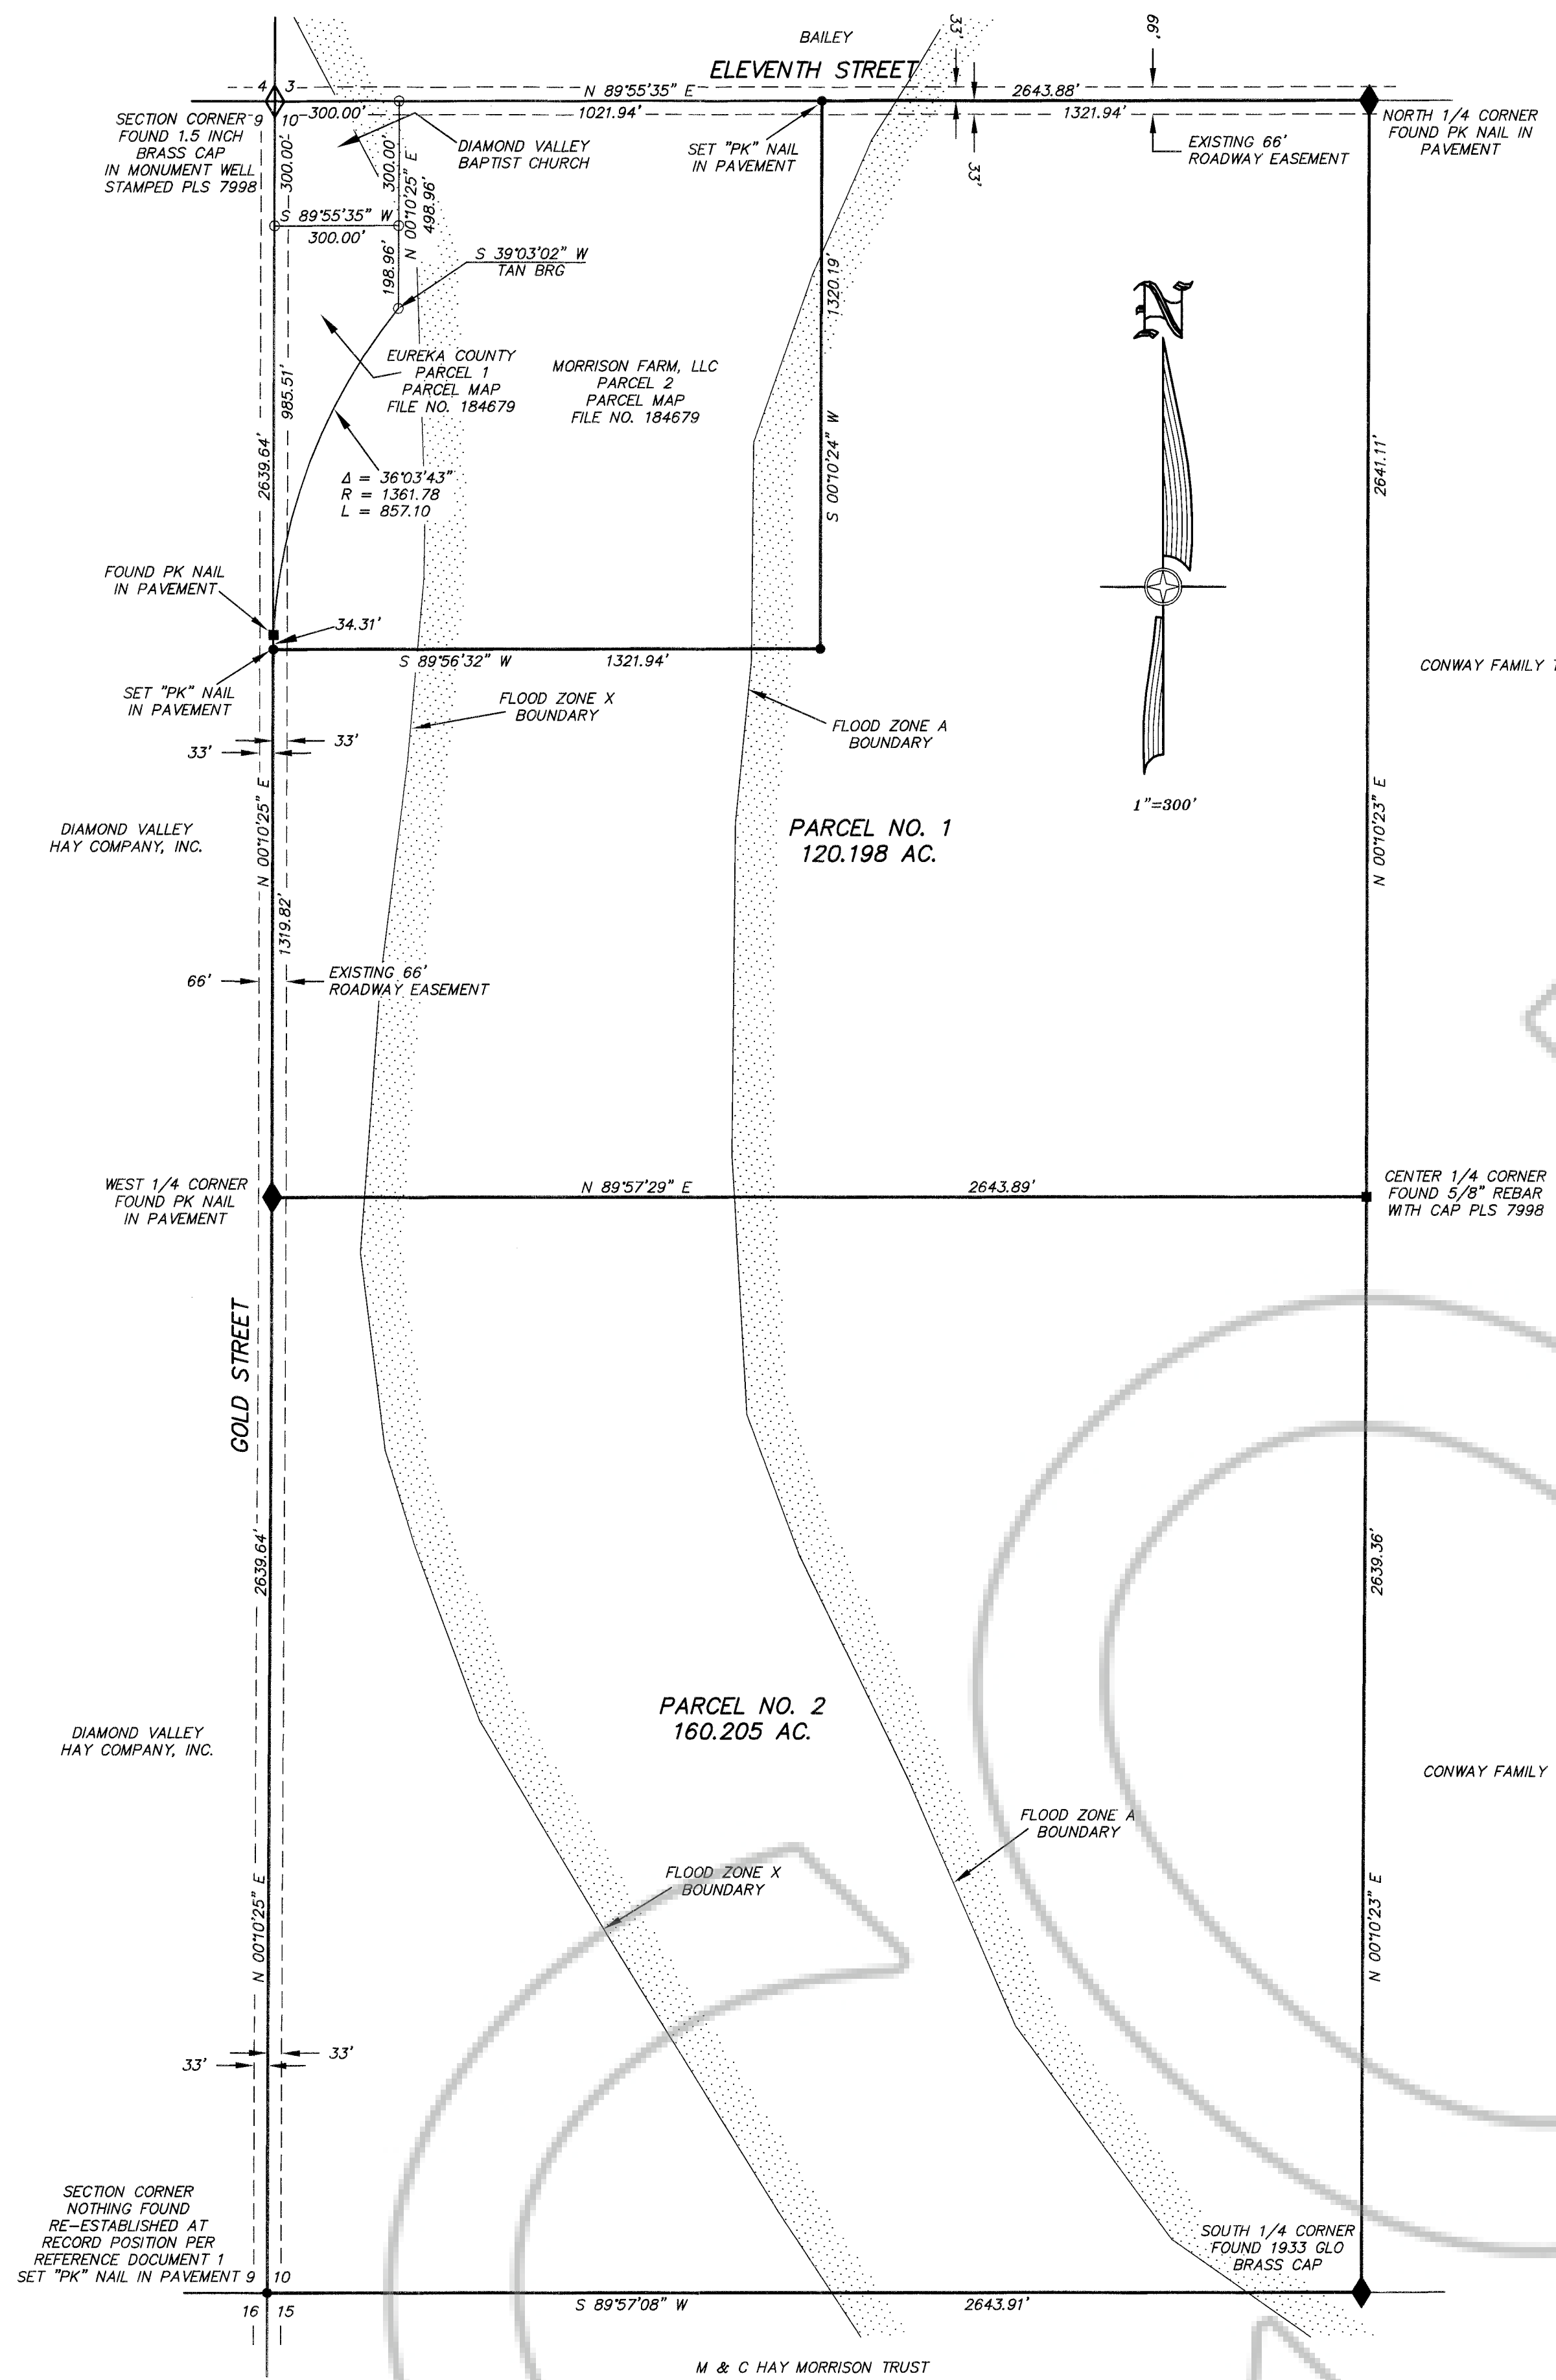 BAILEY
ELEVENTH STREET
33'
66'
4 3
N 89°55'35" E
2643.88'
9 10
300.00'
1021.94'
1321.94'
33'
SECTION CORNER
FOUND 1.5 INCH
BRASS CAP
IN MONUMENT WELL
STAMPED PLS 7998
300.00'
300.00'
N 00°10'25" E
498.96'
DIAMOND VALLEY
BAPTIST CHURCH
SET "PK" NAIL
IN PAVEMENT
EXISTING 66'
ROADWAY EASEMENT
NORTH 1/4 CORNER
FOUND PK NAIL IN
PAVEMENT
S 89°55'35" W
300.00'
198.96'
S 39°03'02" W
TAN BRG
1320.19'
N
EUREKA COUNTY
PARCEL 1
PARCEL MAP
FILE NO. 184679
MORRISON FARM, LLC
PARCEL 2
PARCEL MAP
FILE NO. 184679
985.51'
2639.64'
S 00°10'24" W
2641.11'
Δ = 36°03'43"
R = 1361.78
L = 857.10
FOUND PK NAIL
IN PAVEMENT
34.31'
S 89°56'32" W
1321.94'
CONWAY FAMILY
SET "PK" NAIL
IN PAVEMENT
FLOOD ZONE X
BOUNDARY
FLOOD ZONE A
BOUNDARY
33'
33'
1"=300'
N 00°10'25" E
DIAMOND VALLEY
HAY COMPANY, INC.
PARCEL NO. 1
120.198 AC.
N 00°10'23" E
1319.82'
66'
EXISTING 66'
ROADWAY EASEMENT
WEST 1/4 CORNER
FOUND PK NAIL
IN PAVEMENT
N 89°57'29" E
2643.89'
CENTER 1/4 CORNER
FOUND 5/8" REBAR
WITH CAP PLS 7998
GOLD STREET
2639.64'
2639.36'
PARCEL NO. 2
160.205 AC.
DIAMOND VALLEY
HAY COMPANY, INC.
CONWAY FAMILY
FLOOD ZONE A
BOUNDARY
FLOOD ZONE X
BOUNDARY
N 00°10'25" E
N 00°10'23" E
33'
33'
SECTION CORNER
NOTHING FOUND
RE-ESTABLISHED AT
RECORD POSITION PER
REFERENCE DOCUMENT 1
SET "PK" NAIL IN PAVEMENT
9 10
SOUTH 1/4 CORNER
FOUND 1933 GLO
BRASS CAP
16 15
S 89°57'08" W
2643.91'
M & C HAY MORRISON TRUST